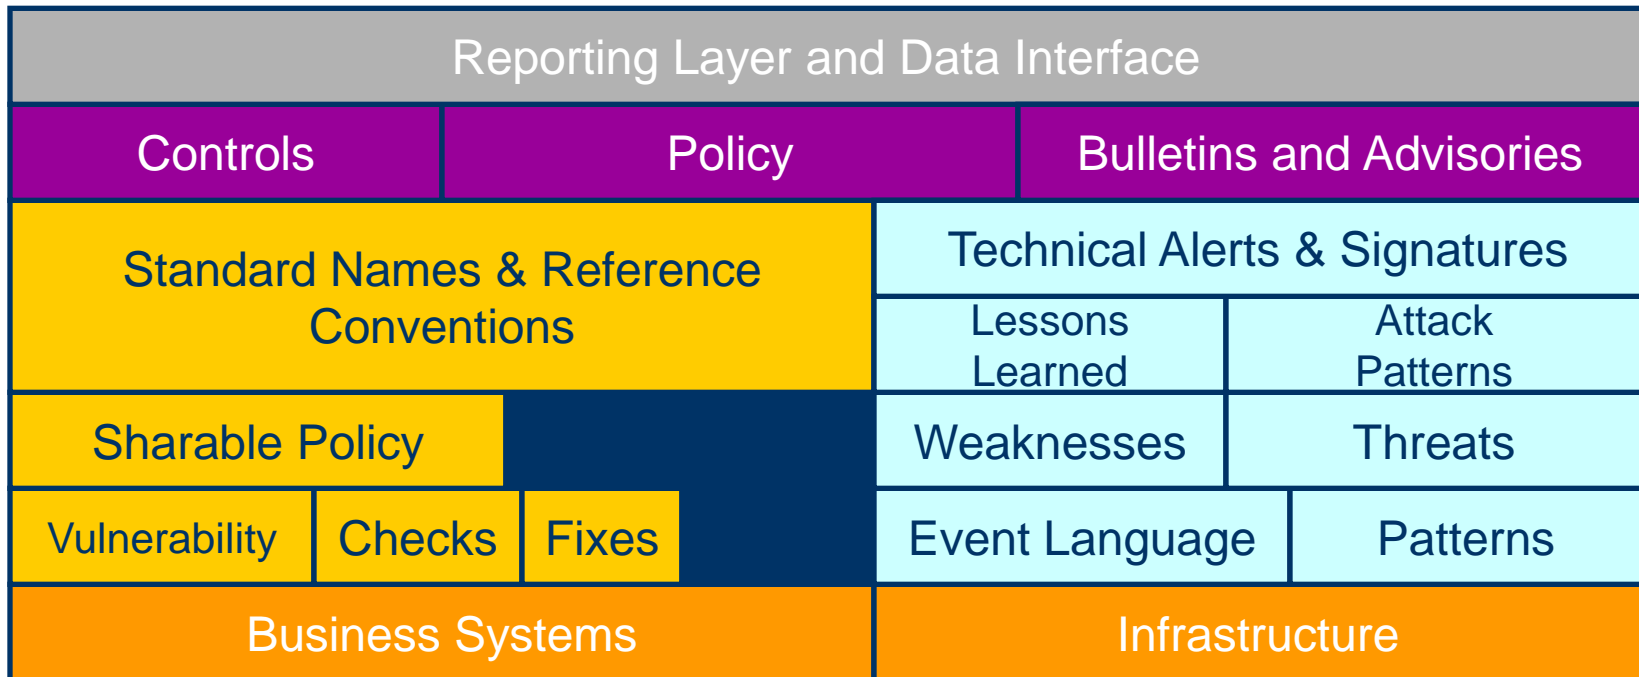 Reporting Layer and Data Interface
Controls
Policy
Bulletins and Advisories
Standard Names & Reference
Conventions
Technical Alerts & Signatures
Lessons
Learned
Attack
Patterns
Sharable Policy
Weaknesses
Threats
Vulnerability
Checks
Fixes
Event Language
Patterns
Business Systems
Infrastructure